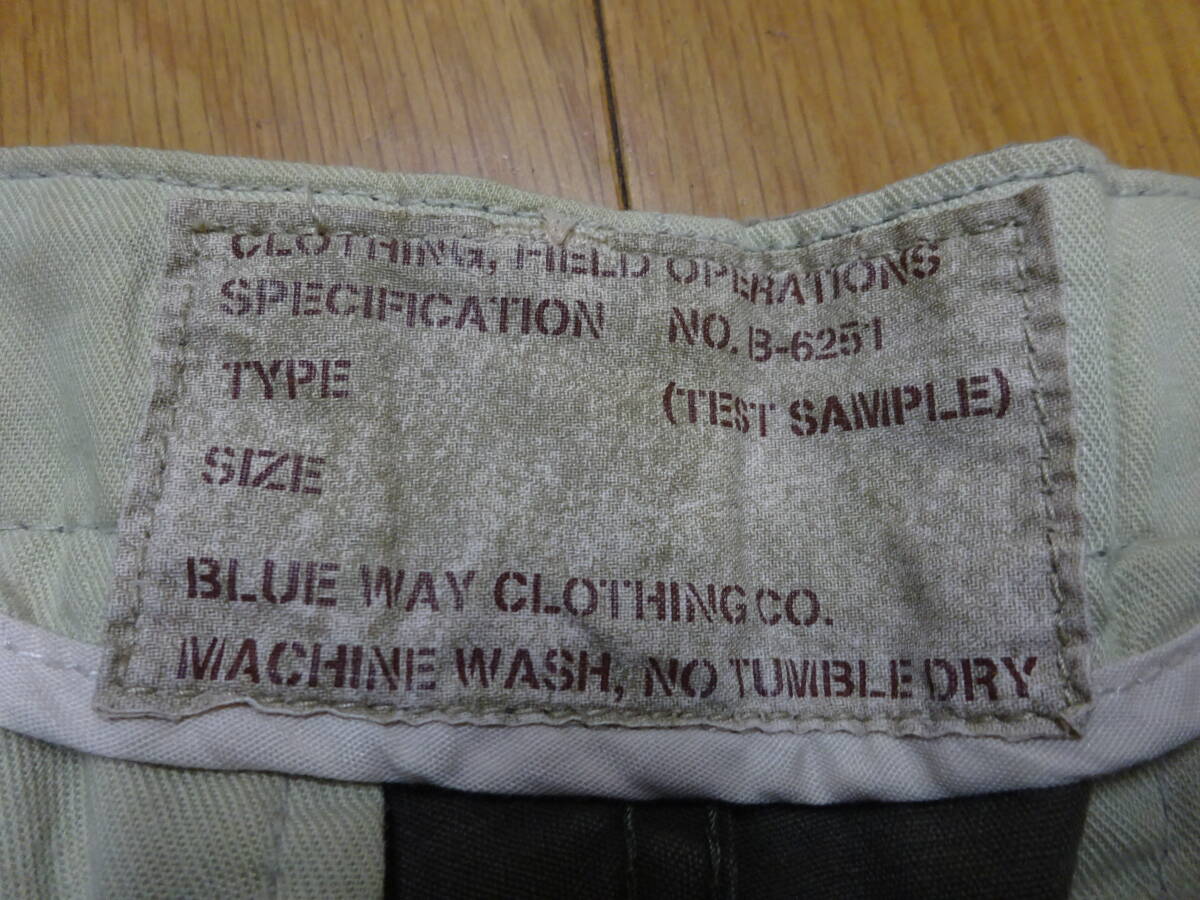 CLOTHING, FIELD OPERATIONS
SPECIFICATION NO. B-6251
TYPE (TEST SAMPLE)
SIZE
BLUE WAY CLOTHING CO.
MACHINE WASH, NO TUMBLE DRY